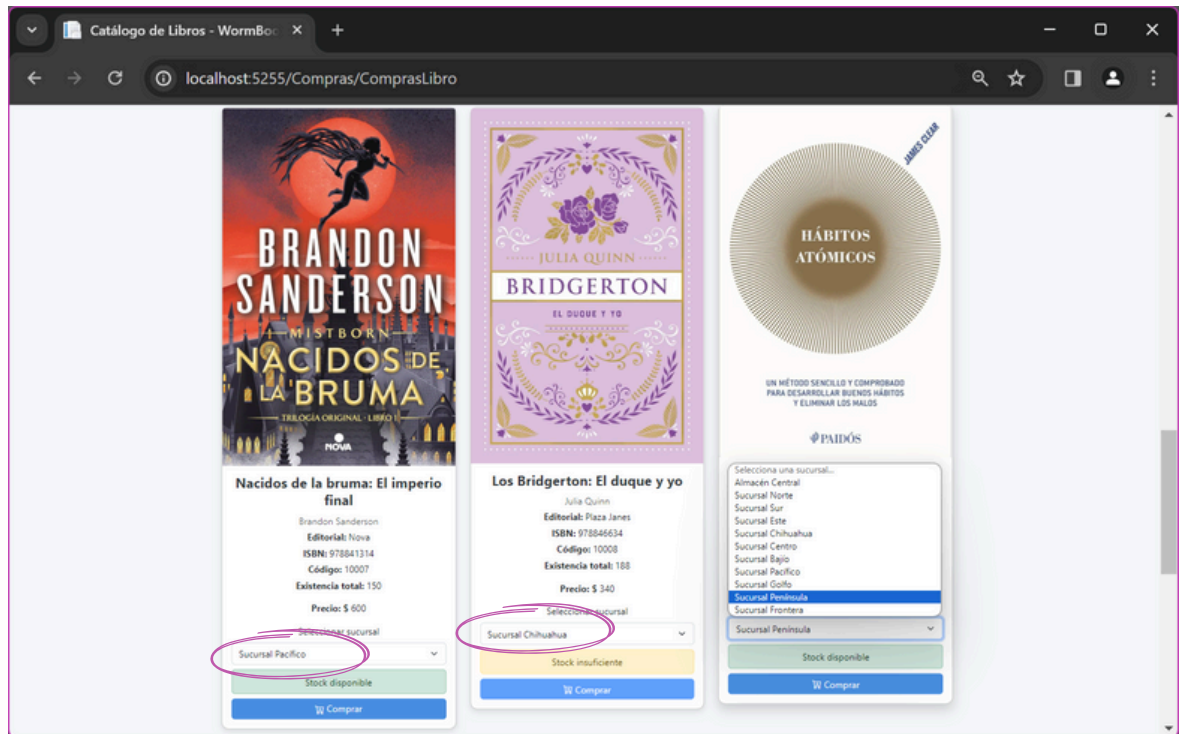 Catálogo de Libros - WormBoo
localhost:5255/Compras/ComprasLibro
BRANDON
SANDERSON
MISTBORN
NACIDOS DE
LA BRUMA
TRILOGÍA ORIGINAL · LIBRO 1
NOVA
Nacidos de la bruma: El imperio
final
Brandon Sanderson
Editorial: Nova
ISBN: 978841314
Código: 10007
Existencia total: 150
Precio: $ 600
Seleccionar sucursal
Sucursal Pacífico
Stock disponible
Comprar
JULIA QUINN
BRIDGERTON
EL DUQUE Y YO
Los Bridgerton: El duque y yo
Julia Quinn
Editorial: Plaza Janes
ISBN: 978846634
Código: 10008
Existencia total: 188
Precio: $ 340
Seleccionar sucursal
Sucursal Chihuahua
Stock insuficiente
Comprar
JAMES CLEAR
HÁBITOS
ATÓMICOS
UN MÉTODO SENCILLO Y COMPROBADO
PARA DESARROLLAR BUENOS HÁBITOS
Y ELIMINAR LOS MALOS
PAIDÓS
Selecciona una sucursal...
Almacén Central
Sucursal Norte
Sucursal Sur
Sucursal Este
Sucursal Chihuahua
Sucursal Centro
Sucursal Bajío
Sucursal Pacífico
Sucursal Golfo
Sucursal Península
Sucursal Frontera
Sucursal Península
Stock disponible
Comprar